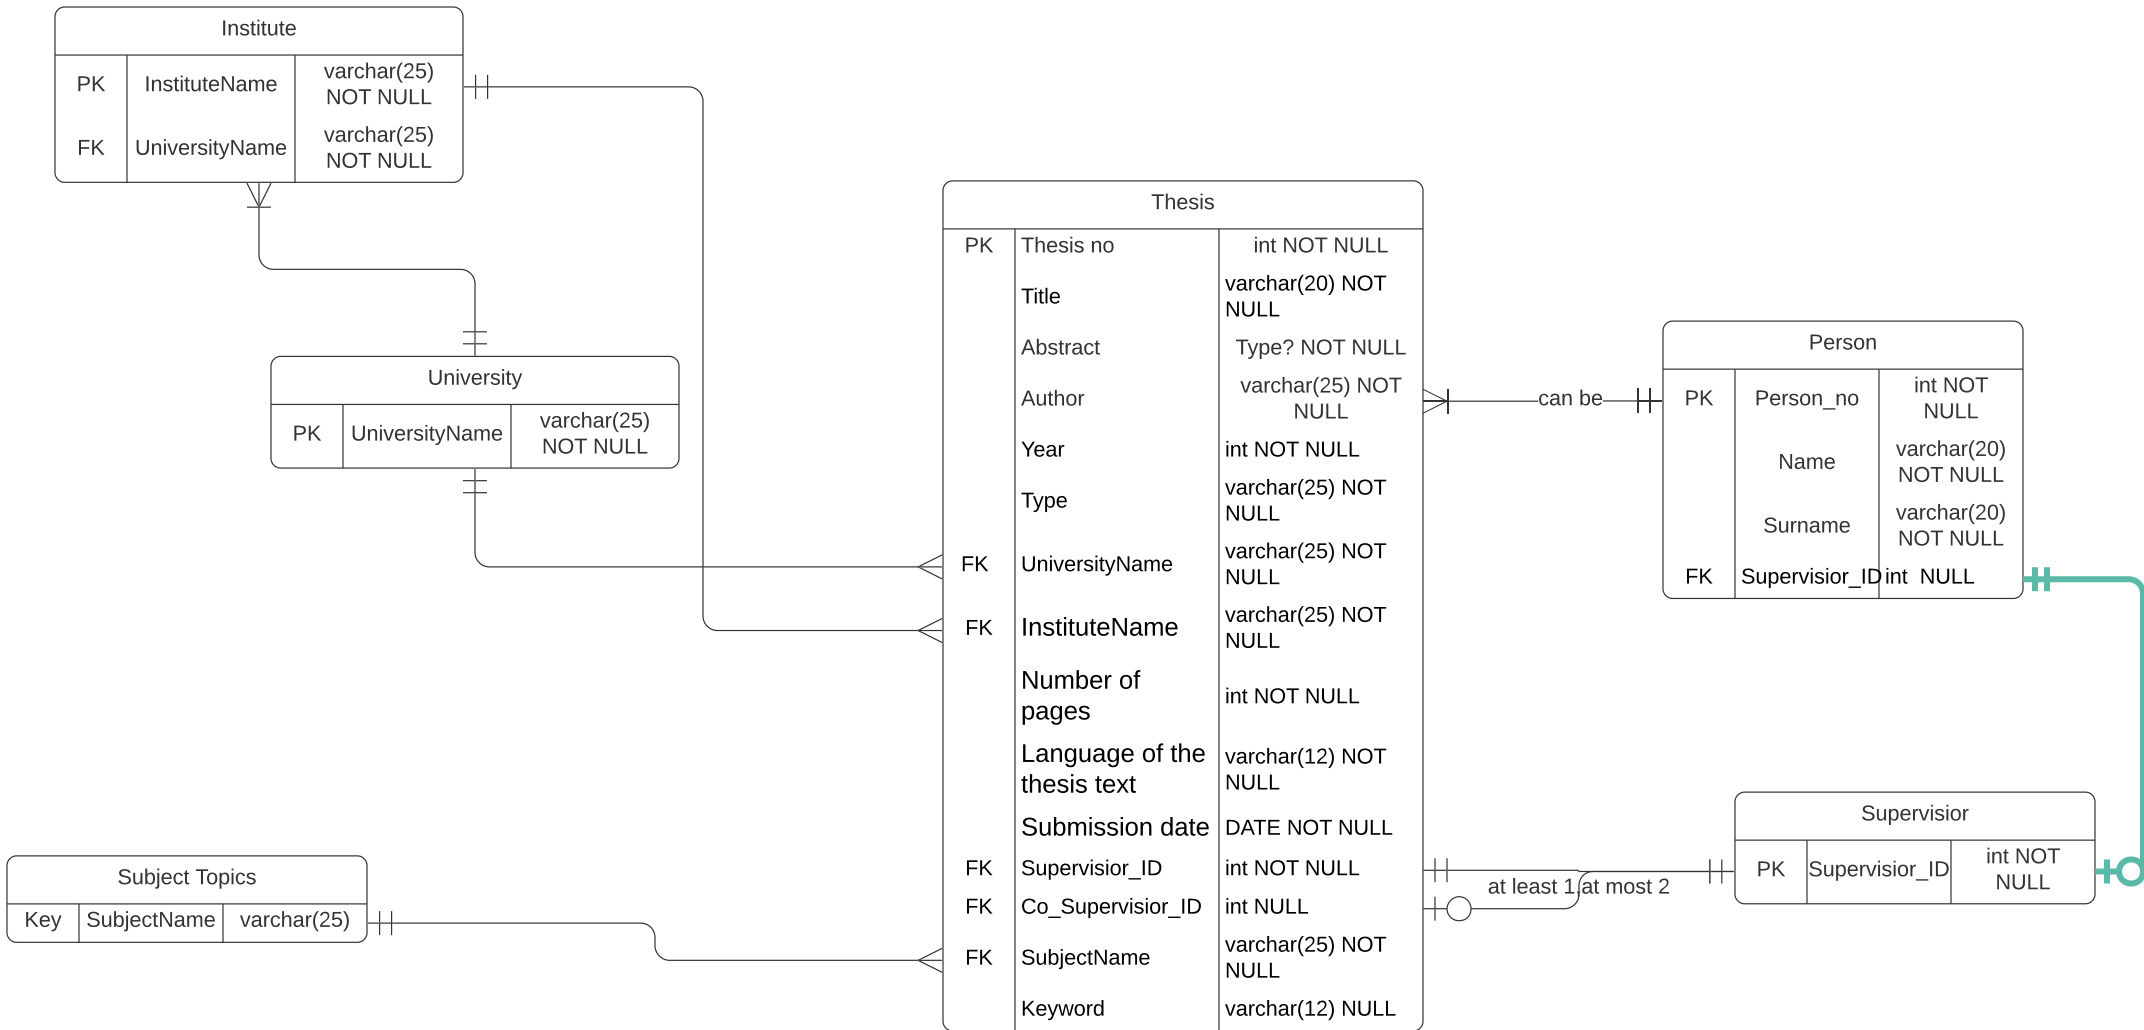 Institute
PK InstituteName varchar(25)
NOT NULL
FK UniversityName varchar(25)
NOT NULL
University
PK UniversityName varchar(25)
NOT NULL
Subject Topics
Key SubjectName varchar(25)
Thesis
PK Thesis no int NOT NULL
Title varchar(20) NOT
NULL
Abstract Type? NOT NULL
Author varchar(25) NOT
NULL
Year int NOT NULL
Type varchar(25) NOT
NULL
FK UniversityName varchar(25) NOT
NULL
FK InstituteName varchar(25) NOT
NULL
Number of
pages int NOT NULL
Language of the
thesis text varchar(12) NOT
NULL
Submission date DATE NOT NULL
FK Supervisior_ID int NOT NULL
FK Co_Supervisior_ID int NULL
FK SubjectName varchar(25) NOT
NULL
Keyword varchar(12) NULL
can be
at least 1,at most 2
Person
PK Person_no int NOT
NULL
Name varchar(20)
NOT NULL
Surname varchar(20)
NOT NULL
FK Supervisior_ID int NULL
Supervisior
PK Supervisior_ID int NOT
NULL